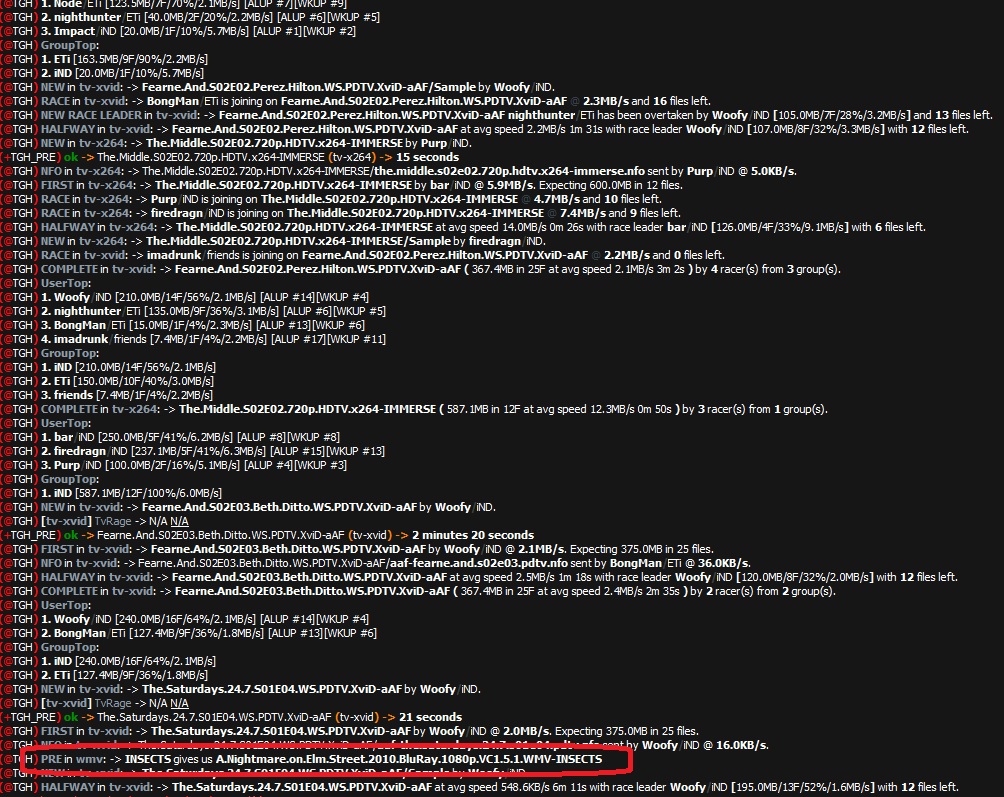 (@TGH) 1. Node/ETi [123.5MB/7F/70%/2.1MB/s] [ALUP #7][WKUP #9]
(@TGH) 2. nighthunter/ETi [40.0MB/2F/20%/2.2MB/s] [ALUP #6][WKUP #5]
(@TGH) 3. Impact/iND [20.0MB/1F/10%/5.7MB/s] [ALUP #1][WKUP #2]
(@TGH) GroupTop:
(@TGH) 1. ETi [163.5MB/9F/90%/2.2MB/s]
(@TGH) 2. iND [20.0MB/1F/10%/5.7MB/s]
(@TGH) NEW in tv-xvid: -> Fearne.And.S02E02.Perez.Hilton.WS.PDTV.XviD-aAF/Sample by Woofy/iND.
(@TGH) RACE in tv-xvid: -> BongMan/ETi is joining on Fearne.And.S02E02.Perez.Hilton.WS.PDTV.XviD-aAF @ 2.3MB/s and 16 files left.
(@TGH) NEW RACE LEADER in tv-xvid: -> Fearne.And.S02E02.Perez.Hilton.WS.PDTV.XviD-aAF nighthunter/ETi has been overtaken by Woofy/iND [105.0MB/7F/28%/3.2MB/s] and 13 files left.
(@TGH) HALFWAY in tv-xvid: -> Fearne.And.S02E02.Perez.Hilton.WS.PDTV.XviD-aAF at avg speed 2.2MB/s 1m 31s with race leader Woofy/iND [107.0MB/8F/32%/3.3MB/s] with 12 files left.
(@TGH) NEW in tv-x264: -> The.Middle.S02E02.720p.HDTV.x264-IMMERSE by Purp/iND.
(+TGH_PRE) ok -> The.Middle.S02E02.720p.HDTV.x264-IMMERSE (tv-x264) -> 15 seconds
(@TGH) NFO in tv-x264: -> The.Middle.S02E02.720p.HDTV.x264-IMMERSE/the.middle.s02e02.720p.hdtv.x264-immerse.nfo sent by Purp/iND @ 5.0KB/s.
(@TGH) FIRST in tv-x264: -> The.Middle.S02E02.720p.HDTV.x264-IMMERSE by bar/iND @ 5.9MB/s. Expecting 600.0MB in 12 files.
(@TGH) RACE in tv-x264: -> Purp/iND is joining on The.Middle.S02E02.720p.HDTV.x264-IMMERSE @ 4.7MB/s and 10 files left.
(@TGH) RACE in tv-x264: -> firedragn/iND is joining on The.Middle.S02E02.720p.HDTV.x264-IMMERSE @ 7.4MB/s and 9 files left.
(@TGH) HALFWAY in tv-x264: -> The.Middle.S02E02.720p.HDTV.x264-IMMERSE at avg speed 14.0MB/s 0m 26s with race leader bar/iND [126.0MB/4F/33%/9.1MB/s] with 6 files left.
(@TGH) NEW in tv-x264: -> The.Middle.S02E02.720p.HDTV.x264-IMMERSE/Sample by firedragn/iND.
(@TGH) RACE in tv-xvid: -> imadrunk/friends is joining on Fearne.And.S02E02.Perez.Hilton.WS.PDTV.XviD-aAF @ 2.2MB/s and 0 files left.
(@TGH) COMPLETE in tv-xvid: -> Fearne.And.S02E02.Perez.Hilton.WS.PDTV.XviD-aAF ( 367.4MB in 25F at avg speed 2.1MB/s 3m 2s ) by 4 racer(s) from 3 group(s).
(@TGH) UserTop:
(@TGH) 1. Woofy/iND [210.0MB/14F/56%/2.1MB/s] [ALUP #14][WKUP #4]
(@TGH) 2. nighthunter/ETi [135.0MB/9F/36%/3.1MB/s] [ALUP #6][WKUP #5]
(@TGH) 3. BongMan/ETi [15.0MB/1F/4%/2.3MB/s] [ALUP #13][WKUP #6]
(@TGH) 4. imadrunk/friends [7.4MB/1F/4%/2.2MB/s] [ALUP #17][WKUP #11]
(@TGH) GroupTop:
(@TGH) 1. iND [210.0MB/14F/56%/2.1MB/s]
(@TGH) 2. ETi [150.0MB/10F/40%/3.0MB/s]
(@TGH) 3. friends [7.4MB/1F/4%/2.2MB/s]
(@TGH) COMPLETE in tv-x264: -> The.Middle.S02E02.720p.HDTV.x264-IMMERSE ( 587.1MB in 12F at avg speed 12.3MB/s 0m 50s ) by 3 racer(s) from 1 group(s).
(@TGH) UserTop:
(@TGH) 1. bar/iND [250.0MB/5F/41%/6.2MB/s] [ALUP #8][WKUP #8]
(@TGH) 2. firedragn/iND [237.1MB/5F/41%/6.3MB/s] [ALUP #15][WKUP #13]
(@TGH) 3. Purp/iND [100.0MB/2F/16%/5.1MB/s] [ALUP #4][WKUP #3]
(@TGH) GroupTop:
(@TGH) 1. iND [587.1MB/12F/100%/6.0MB/s]
(@TGH) NEW in tv-xvid: -> Fearne.And.S02E03.Beth.Ditto.WS.PDTV.XviD-aAF by Woofy/iND.
(@TGH) [tv-xvid] TvRage -> N/A N/A
(+TGH_PRE) ok -> Fearne.And.S02E03.Beth.Ditto.WS.PDTV.XviD-aAF (tv-xvid) -> 2 minutes 20 seconds
(@TGH) FIRST in tv-xvid: -> Fearne.And.S02E03.Beth.Ditto.WS.PDTV.XviD-aAF by Woofy/iND @ 2.1MB/s. Expecting 375.0MB in 25 files.
(@TGH) NFO in tv-xvid: -> Fearne.And.S02E03.Beth.Ditto.WS.PDTV.XviD-aAF/aaf-fearne.and.s02e03.pdtv.nfo sent by BongMan/ETi @ 36.0KB/s.
(@TGH) HALFWAY in tv-xvid: -> Fearne.And.S02E03.Beth.Ditto.WS.PDTV.XviD-aAF at avg speed 2.5MB/s 1m 18s with race leader Woofy/iND [120.0MB/8F/32%/2.0MB/s] with 12 files left.
(@TGH) COMPLETE in tv-xvid: -> Fearne.And.S02E03.Beth.Ditto.WS.PDTV.XviD-aAF ( 367.4MB in 25F at avg speed 2.4MB/s 2m 35s ) by 2 racer(s) from 2 group(s).
(@TGH) UserTop:
(@TGH) 1. Woofy/iND [240.0MB/16F/64%/2.1MB/s] [ALUP #14][WKUP #4]
(@TGH) 2. BongMan/ETi [127.4MB/9F/36%/1.8MB/s] [ALUP #13][WKUP #6]
(@TGH) GroupTop:
(@TGH) 1. iND [240.0MB/16F/64%/2.1MB/s]
(@TGH) 2. ETi [127.4MB/9F/36%/1.8MB/s]
(@TGH) NEW in tv-xvid: -> The.Saturdays.24.7.S01E04.WS.PDTV.XviD-aAF by Woofy/iND.
(@TGH) [tv-xvid] TvRage -> N/A N/A
(+TGH_PRE) ok -> The.Saturdays.24.7.S01E04.WS.PDTV.XviD-aAF (tv-xvid) -> 21 seconds
(@TGH) FIRST in tv-xvid: -> The.Saturdays.24.7.S01E04.WS.PDTV.XviD-aAF by Woofy/iND @ 2.0MB/s. Expecting 375.0MB in 25 files.
(@TGH) NFO in tv-xvid: -> The.Saturdays.24.7.S01E04.WS.PDTV.XviD-aAF/aaf-the.saturdays.24.7.s01e04.pdtv.nfo sent by Woofy/iND @ 16.0KB/s.
(@TGH) PRE in wmv: -> INSECTS gives us A.Nightmare.on.Elm.Street.2010.BluRay.1080p.VC1.5.1.WMV-INSECTS
(@TGH) NEW in tv-xvid: -> The.Saturdays.24.7.S01E04.WS.PDTV.XviD-aAF/Sample by Woofy/iND.
(@TGH) HALFWAY in tv-xvid: -> The.Saturdays.24.7.S01E04.WS.PDTV.XviD-aAF at avg speed 548.6KB/s 6m 11s with race leader Woofy/iND [195.0MB/13F/52%/1.6MB/s] with 12 files left.